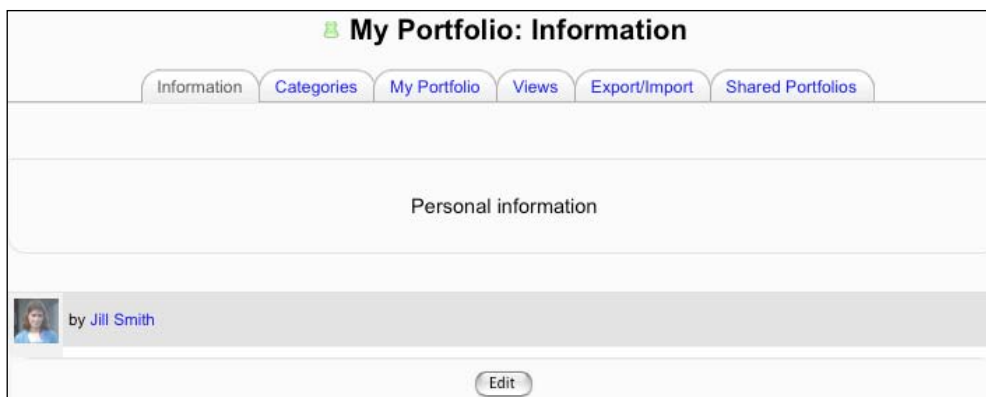 My Portfolio: Information
Information Categories My Portfolio Views Export/Import Shared Portfolios
Personal information
by Jill Smith
Edit